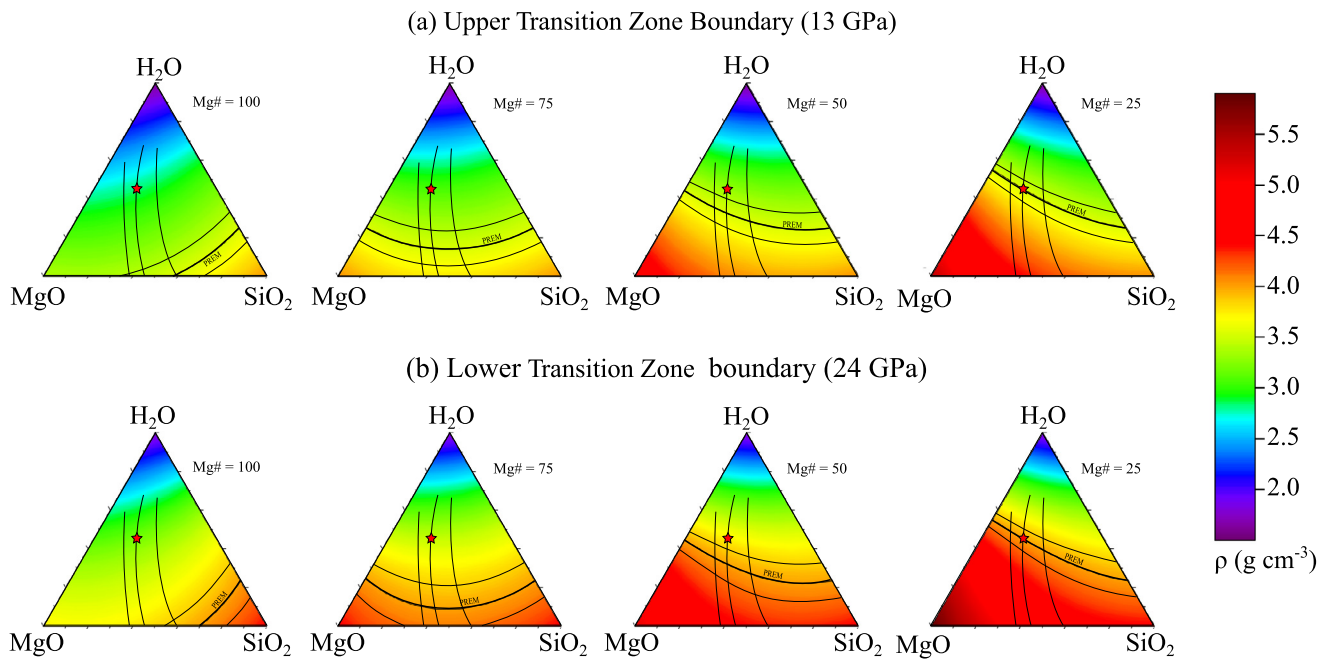 (a) Upper Transition Zone Boundary (13 GPa)
H₂O H₂O H₂O H₂O
Mg# = 100 Mg# = 75 Mg# = 50 Mg# = 25
PREM PREM PREM PREM
MgO SiO₂ MgO SiO₂ MgO SiO₂ MgO SiO₂
(b) Lower Transition Zone boundary (24 GPa)
H₂O H₂O H₂O H₂O
Mg# = 100 Mg# = 75 Mg# = 50 Mg# = 25
PREM PREM PREM PREM
MgO SiO₂ MgO SiO₂ MgO SiO₂ MgO SiO₂
5.5
5.0
4.5
4.0
3.5
3.0
2.5
2.0
ρ (g cm⁻³)